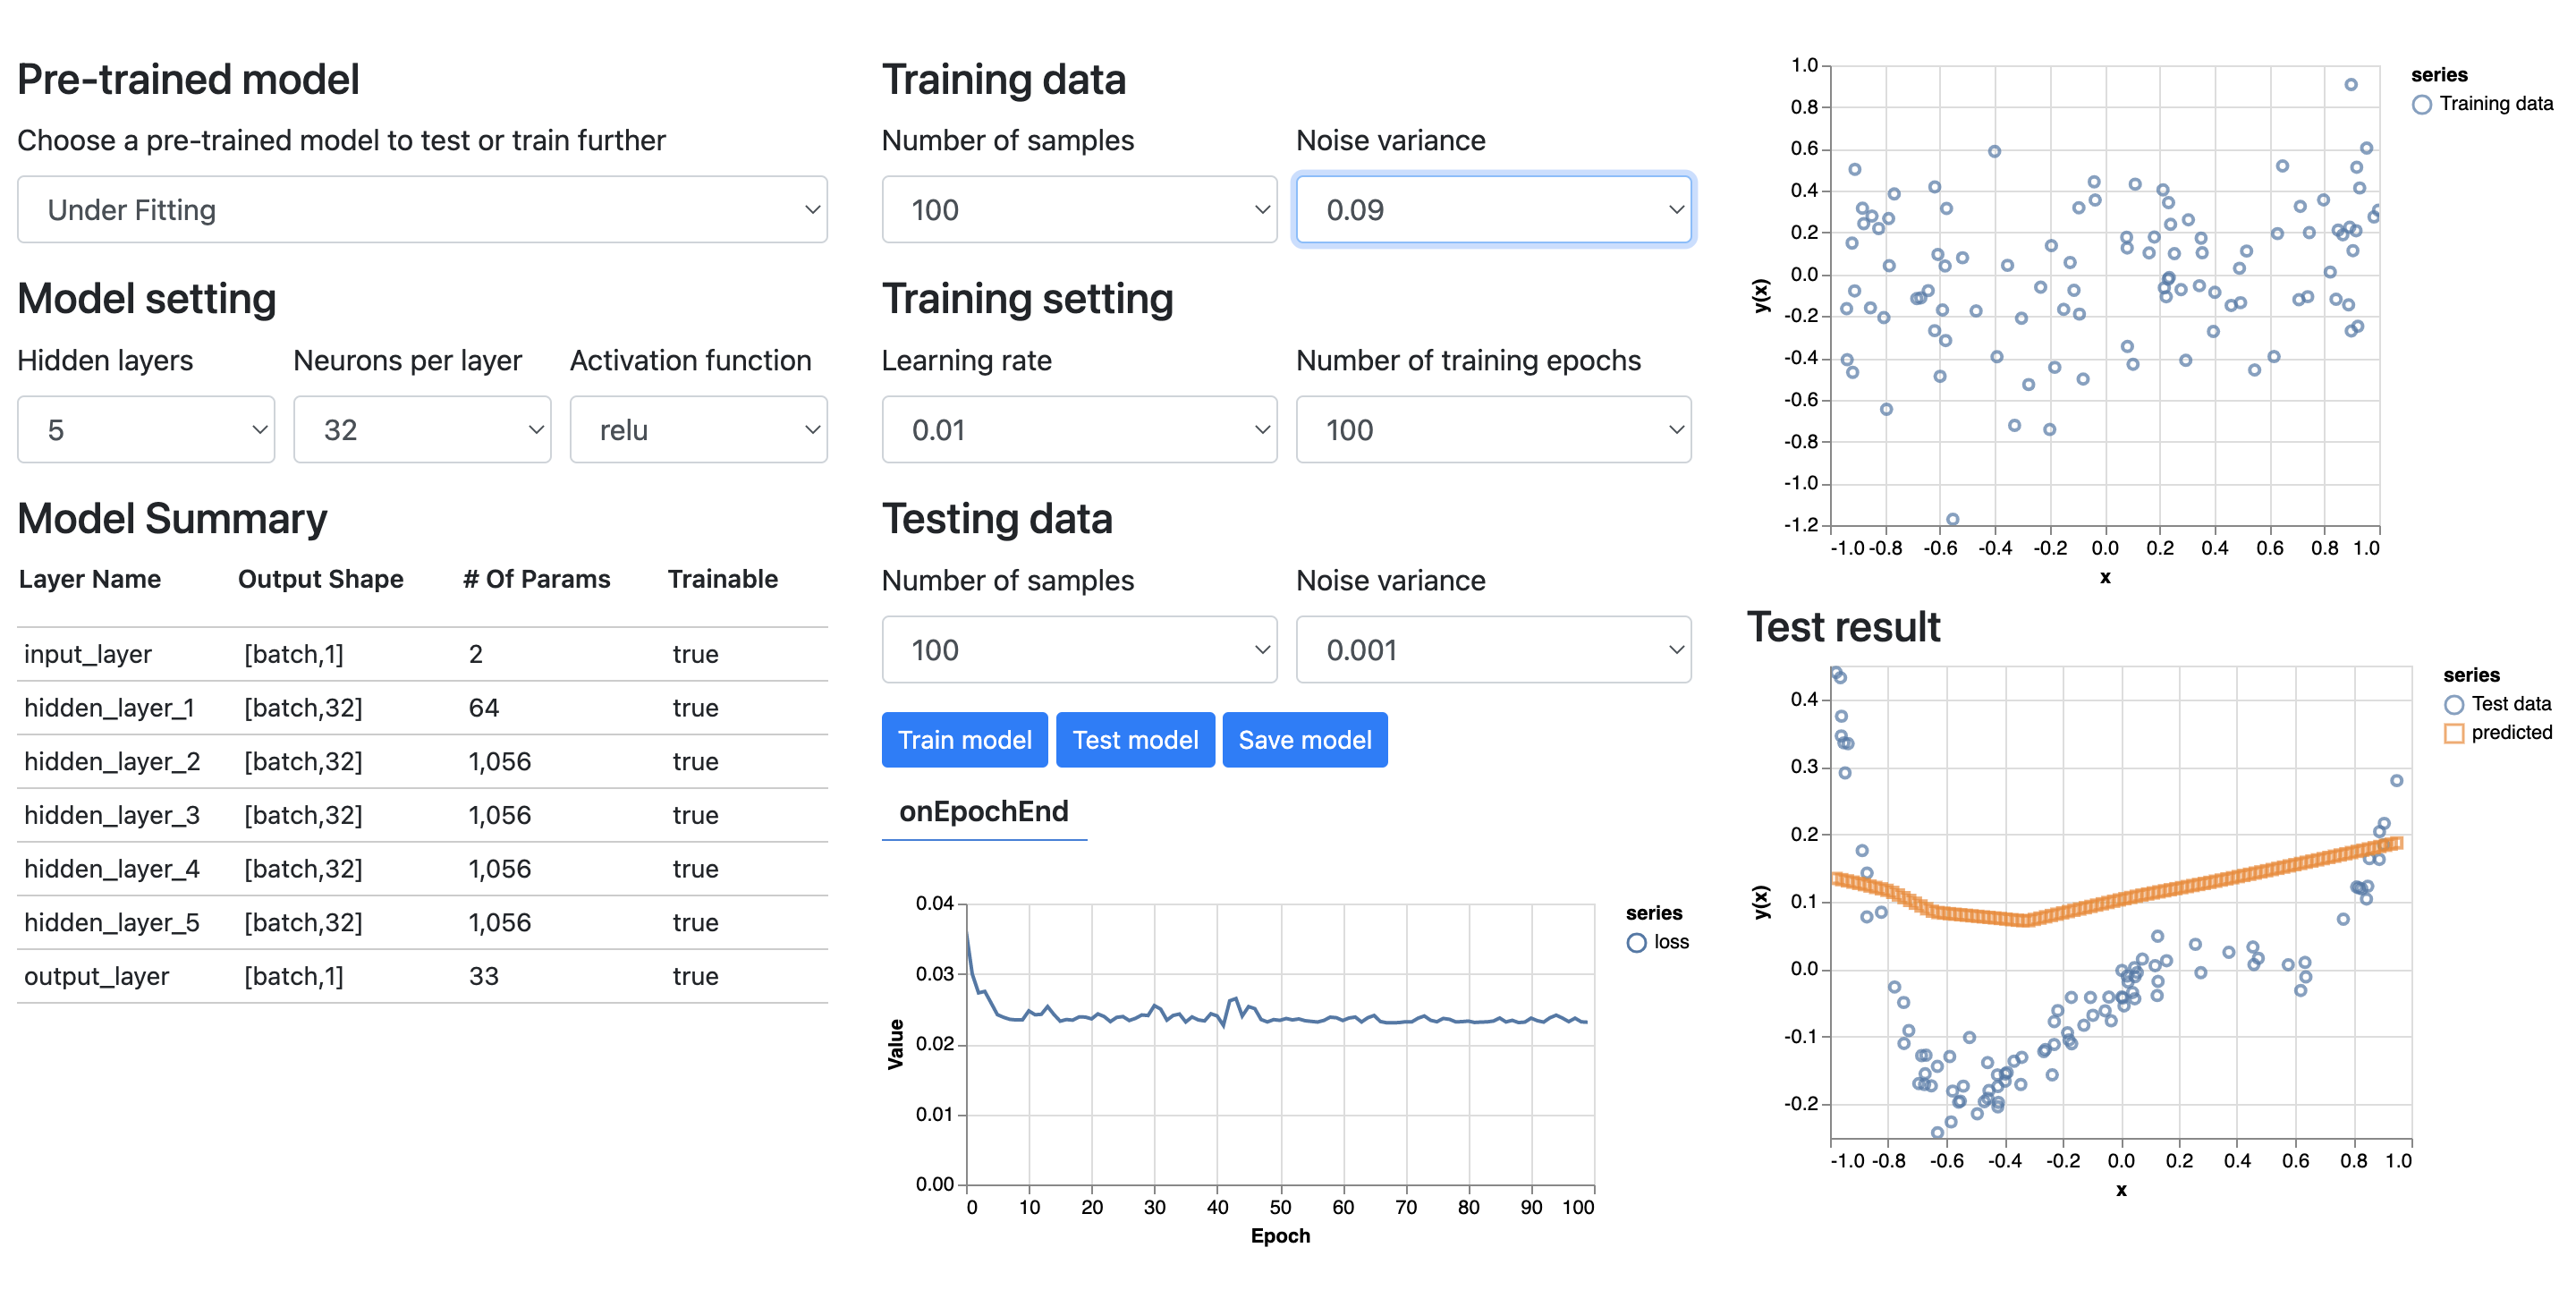 Pre-trained model
Choose a pre-trained model to test or train further
Under Fitting
Model setting
Hidden layers
Neurons per layer
Activation function
5
32
relu
Model Summary
Layer Name Output Shape # Of Params Trainable
input_layer [batch,1] 2 true
hidden_layer_1 [batch,32] 64 true
hidden_layer_2 [batch,32] 1,056 true
hidden_layer_3 [batch,32] 1,056 true
hidden_layer_4 [batch,32] 1,056 true
hidden_layer_5 [batch,32] 1,056 true
output_layer [batch,1] 33 true
Training data
Number of samples
Noise variance
100
0.09
Training setting
Learning rate
Number of training epochs
0.01
100
Testing data
Number of samples
Noise variance
100
0.001
Train model
Test model
Save model
onEpochEnd
0.04
0.03
0.02
0.01
0.00
Value
0 10 20 30 40 50 60 70 80 90 100
Epoch
series
loss
1.0
0.8
0.6
0.4
0.2
0.0
-0.2
-0.4
-0.6
-0.8
-1.0
-1.2
y(x)
-1.0 -0.8 -0.6 -0.4 -0.2 0.0 0.2 0.4 0.6 0.8 1.0
x
series
Training data
Test result
0.4
0.3
0.2
0.1
0.0
-0.1
-0.2
y(x)
-1.0 -0.8 -0.6 -0.4 -0.2 0.0 0.2 0.4 0.6 0.8 1.0
x
series
Test data
predicted